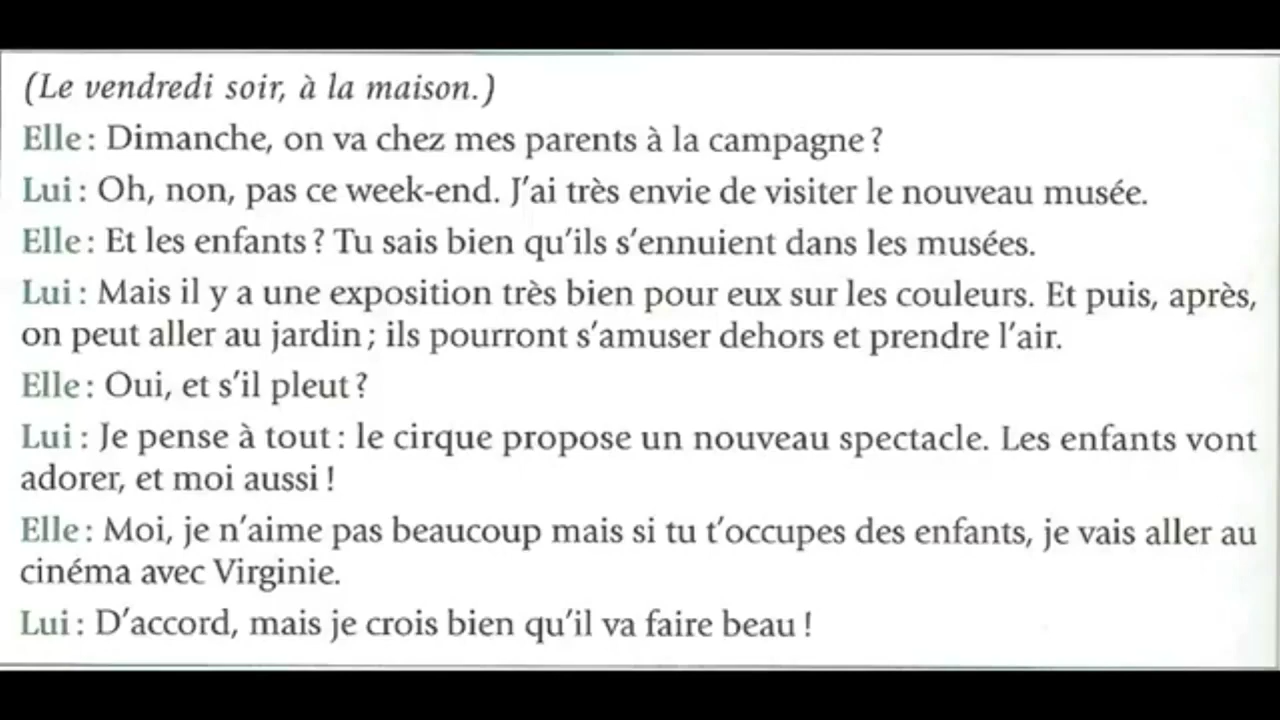 (Le vendredi soir, à la maison.)
Elle : Dimanche, on va chez mes parents à la campagne ?
Lui : Oh, non, pas ce week-end. J'ai très envie de visiter le nouveau musée.
Elle : Et les enfants ? Tu sais bien qu'ils s'ennuient dans les musées.
Lui : Mais il y a une exposition très bien pour eux sur les couleurs. Et puis, après,
on peut aller au jardin ; ils pourront s'amuser dehors et prendre l'air.
Elle : Oui, et s'il pleut ?
Lui : Je pense à tout : le cirque propose un nouveau spectacle. Les enfants vont
adorer, et moi aussi !
Elle : Moi, je n'aime pas beaucoup mais si tu t'occupes des enfants, je vais aller au
cinéma avec Virginie.
Lui : D'accord, mais je crois bien qu'il va faire beau !